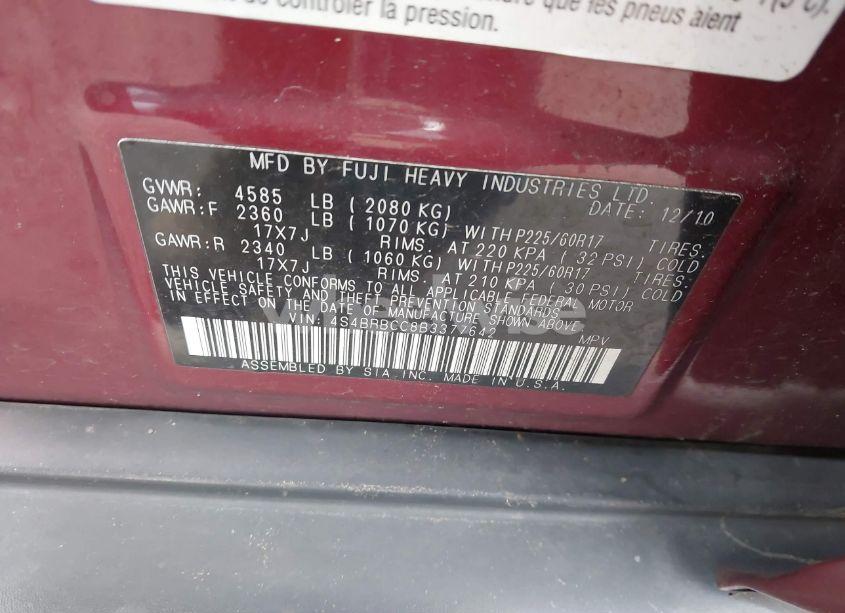 de contrôler la pression.
que les pneus aient
MFD BY FUJI HEAVY INDUSTRIES LTD.
GVWR: 4585 LB (2080 KG) DATE: 12/10
GAWR:F 2360 LB (1070 KG) WITH P225/60R17 TIRES.
17X7J RIMS. AT 220 KPA (32 PSI) COLD
GAWR:R 2340 LB (1060 KG) WITH P225/60R17 TIRES.
17X7J RIMS. AT 210 KPA (30 PSI) COLD
THIS VEHICLE CONFORMS TO ALL APPLICABLE FEDERAL MOTOR
VEHICLE SAFETY AND THEFT PREVENTION STANDARDS
IN EFFECT ON THE DATE OF MANUFACTURE SHOWN ABOVE
VIN: 4S4BRBCC8B3377642 MPV
ASSEMBLED BY SIA.INC. MADE IN U.S.A.